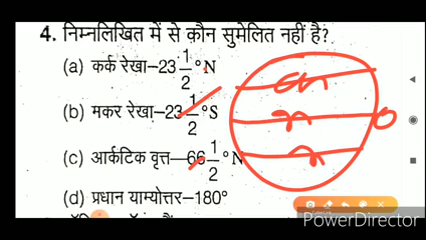 4. निम्नलिखित में से कौन सुमेलित नहीं है?
(a) कर्क रेखा–23 1/2 °N
(b) मकर रेखा–23 1/2 °S
(c) आर्कटिक वृत्त–66 1/2 °N
(d) प्रधान याम्योत्तर–180°
PowerDirector